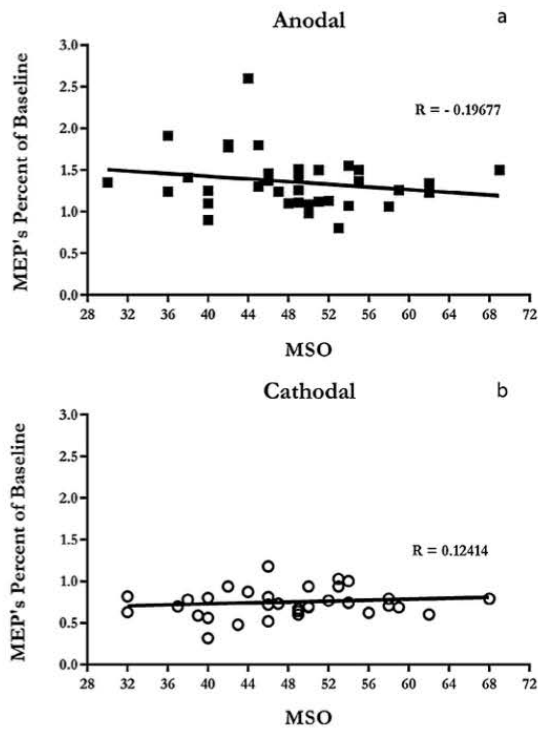 Anodal
a
MEP's Percent of Baseline
3.0
2.5
2.0
1.5
1.0
0.5
0.0
R = - 0.19677
28 32 36 40 44 48 52 56 60 64 68 72
MSO
Cathodal
b
MEP's Percent of Baseline
3.0
2.5
2.0
1.5
1.0
0.5
0.0
R = 0.12414
28 32 36 40 44 48 52 56 60 64 68 72
MSO